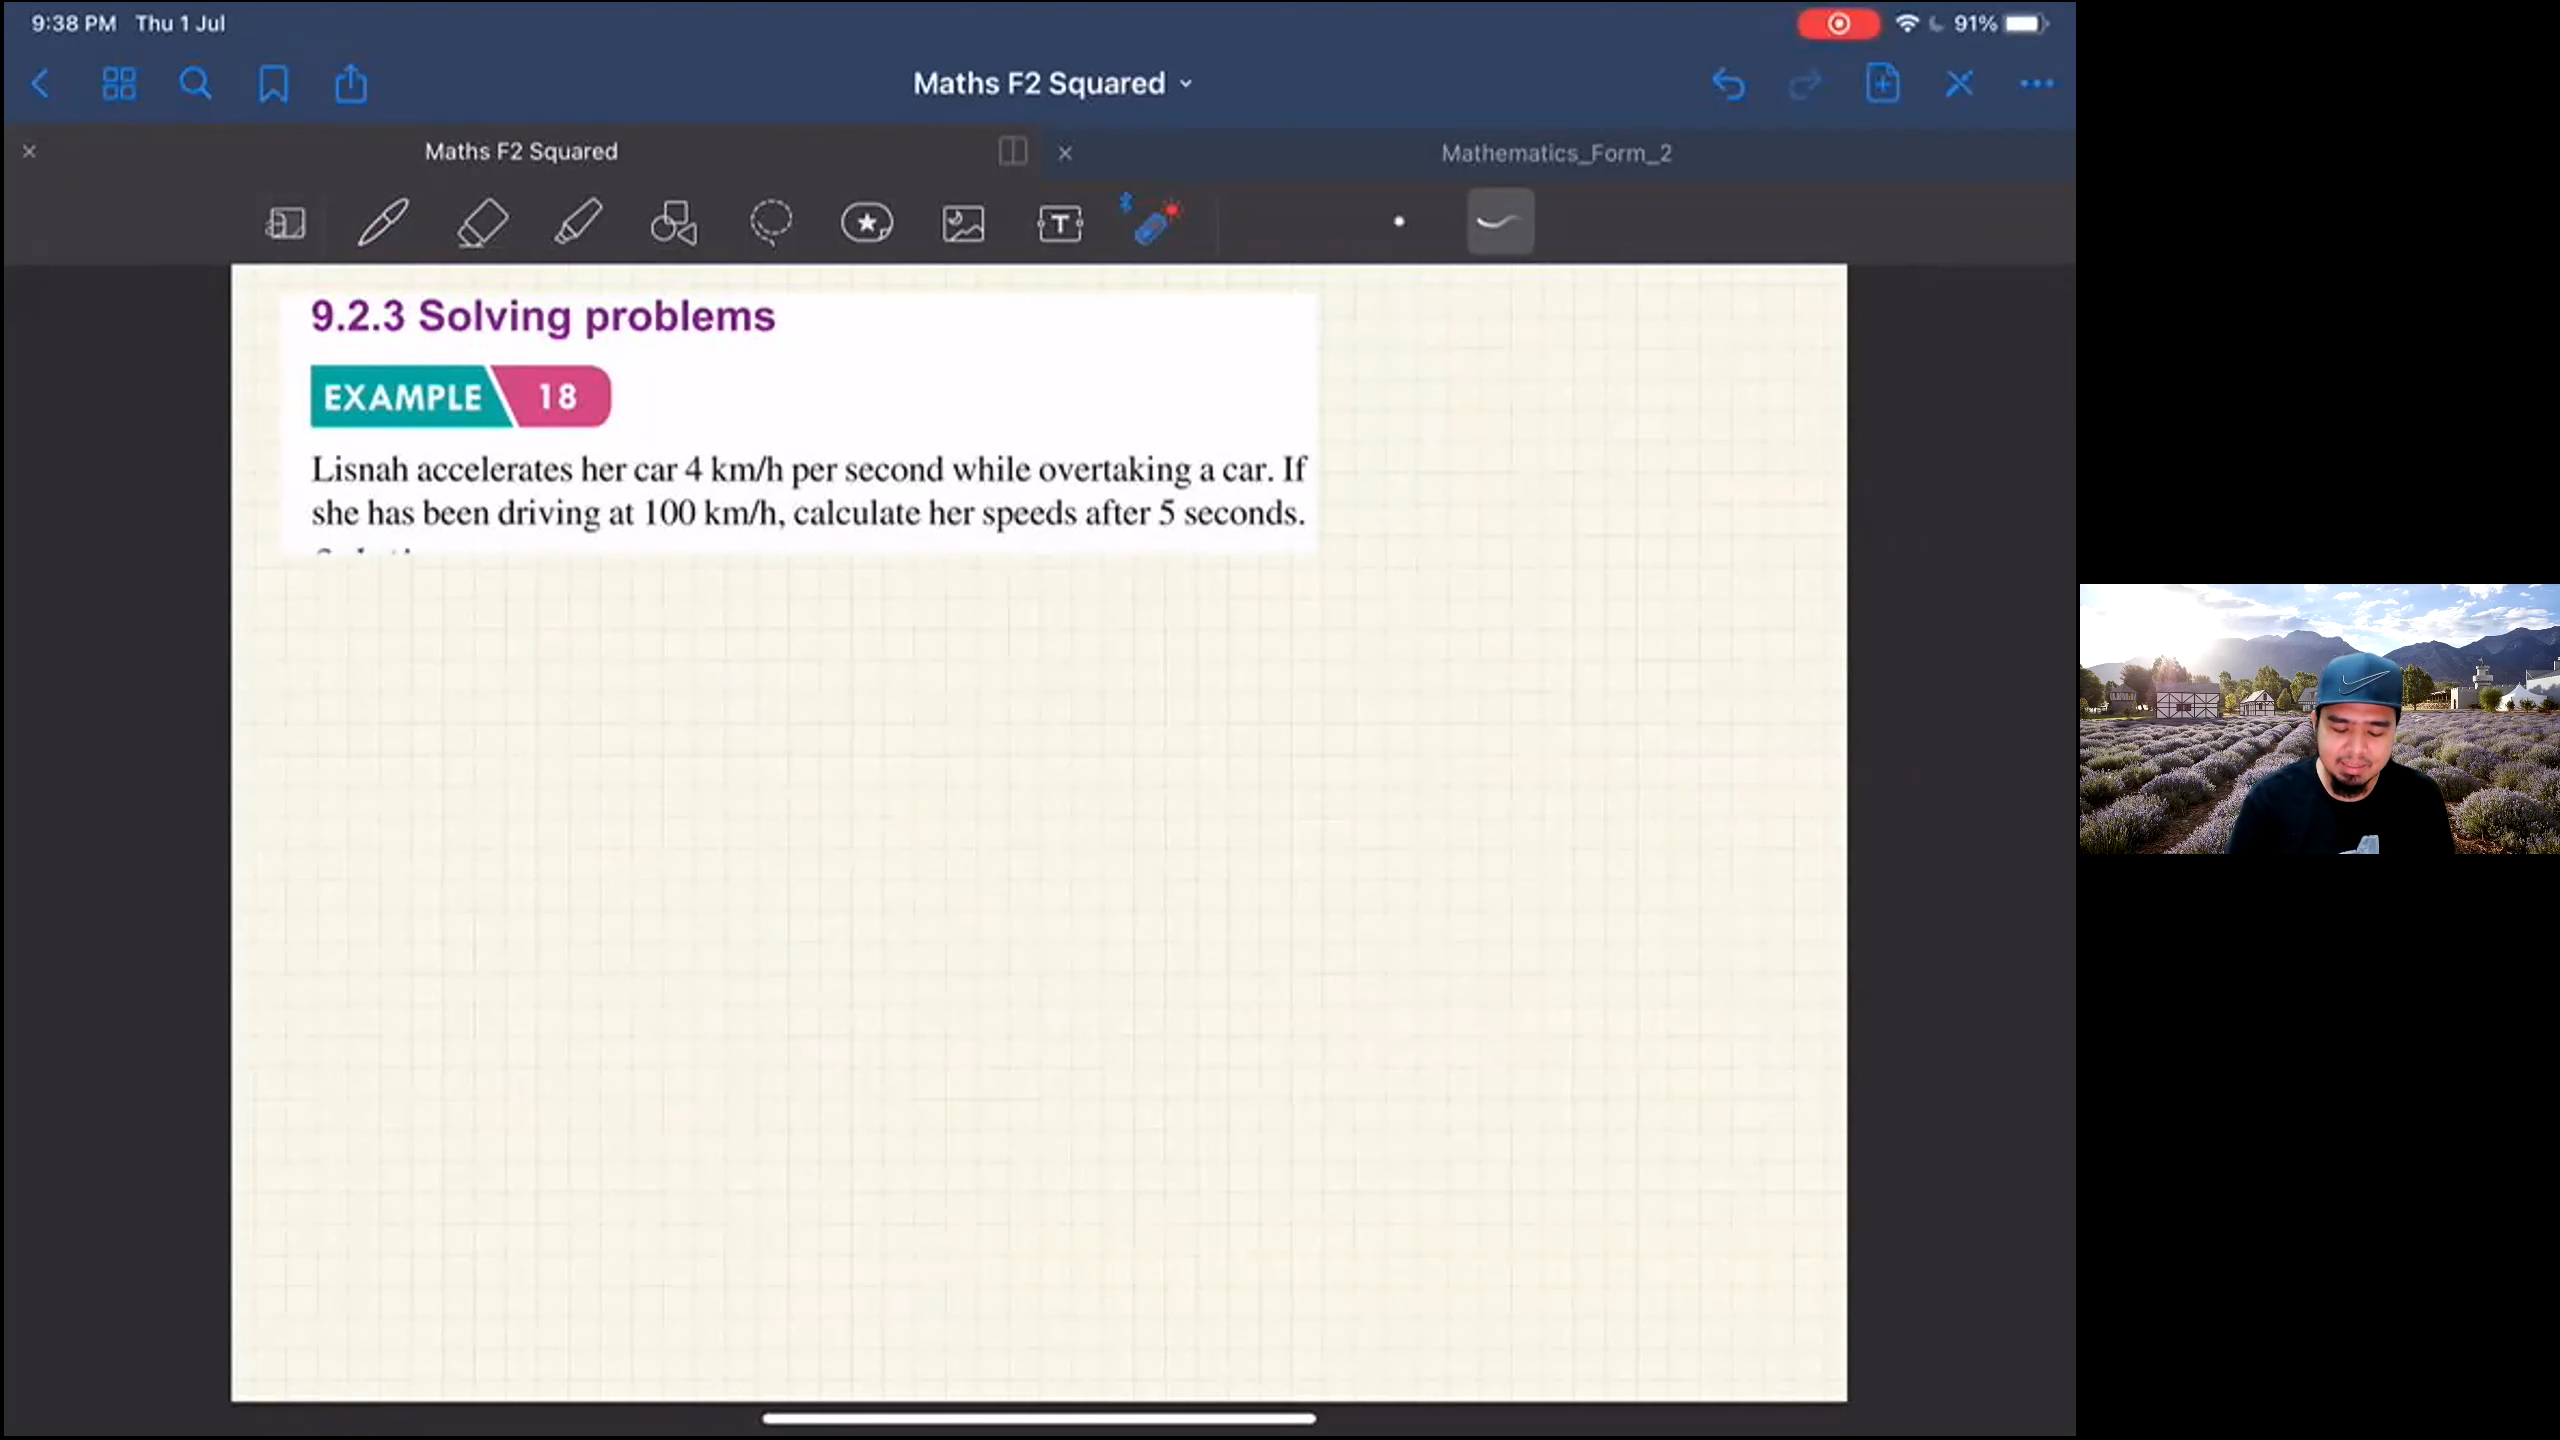 9:38 PM Thu 1 Jul
91%
Maths F2 Squared
Maths F2 Squared
Mathematics_Form_2
9.2.3 Solving problems
EXAMPLE 18
Lisnah accelerates her car 4 km/h per second while overtaking a car. If
she has been driving at 100 km/h, calculate her speeds after 5 seconds.